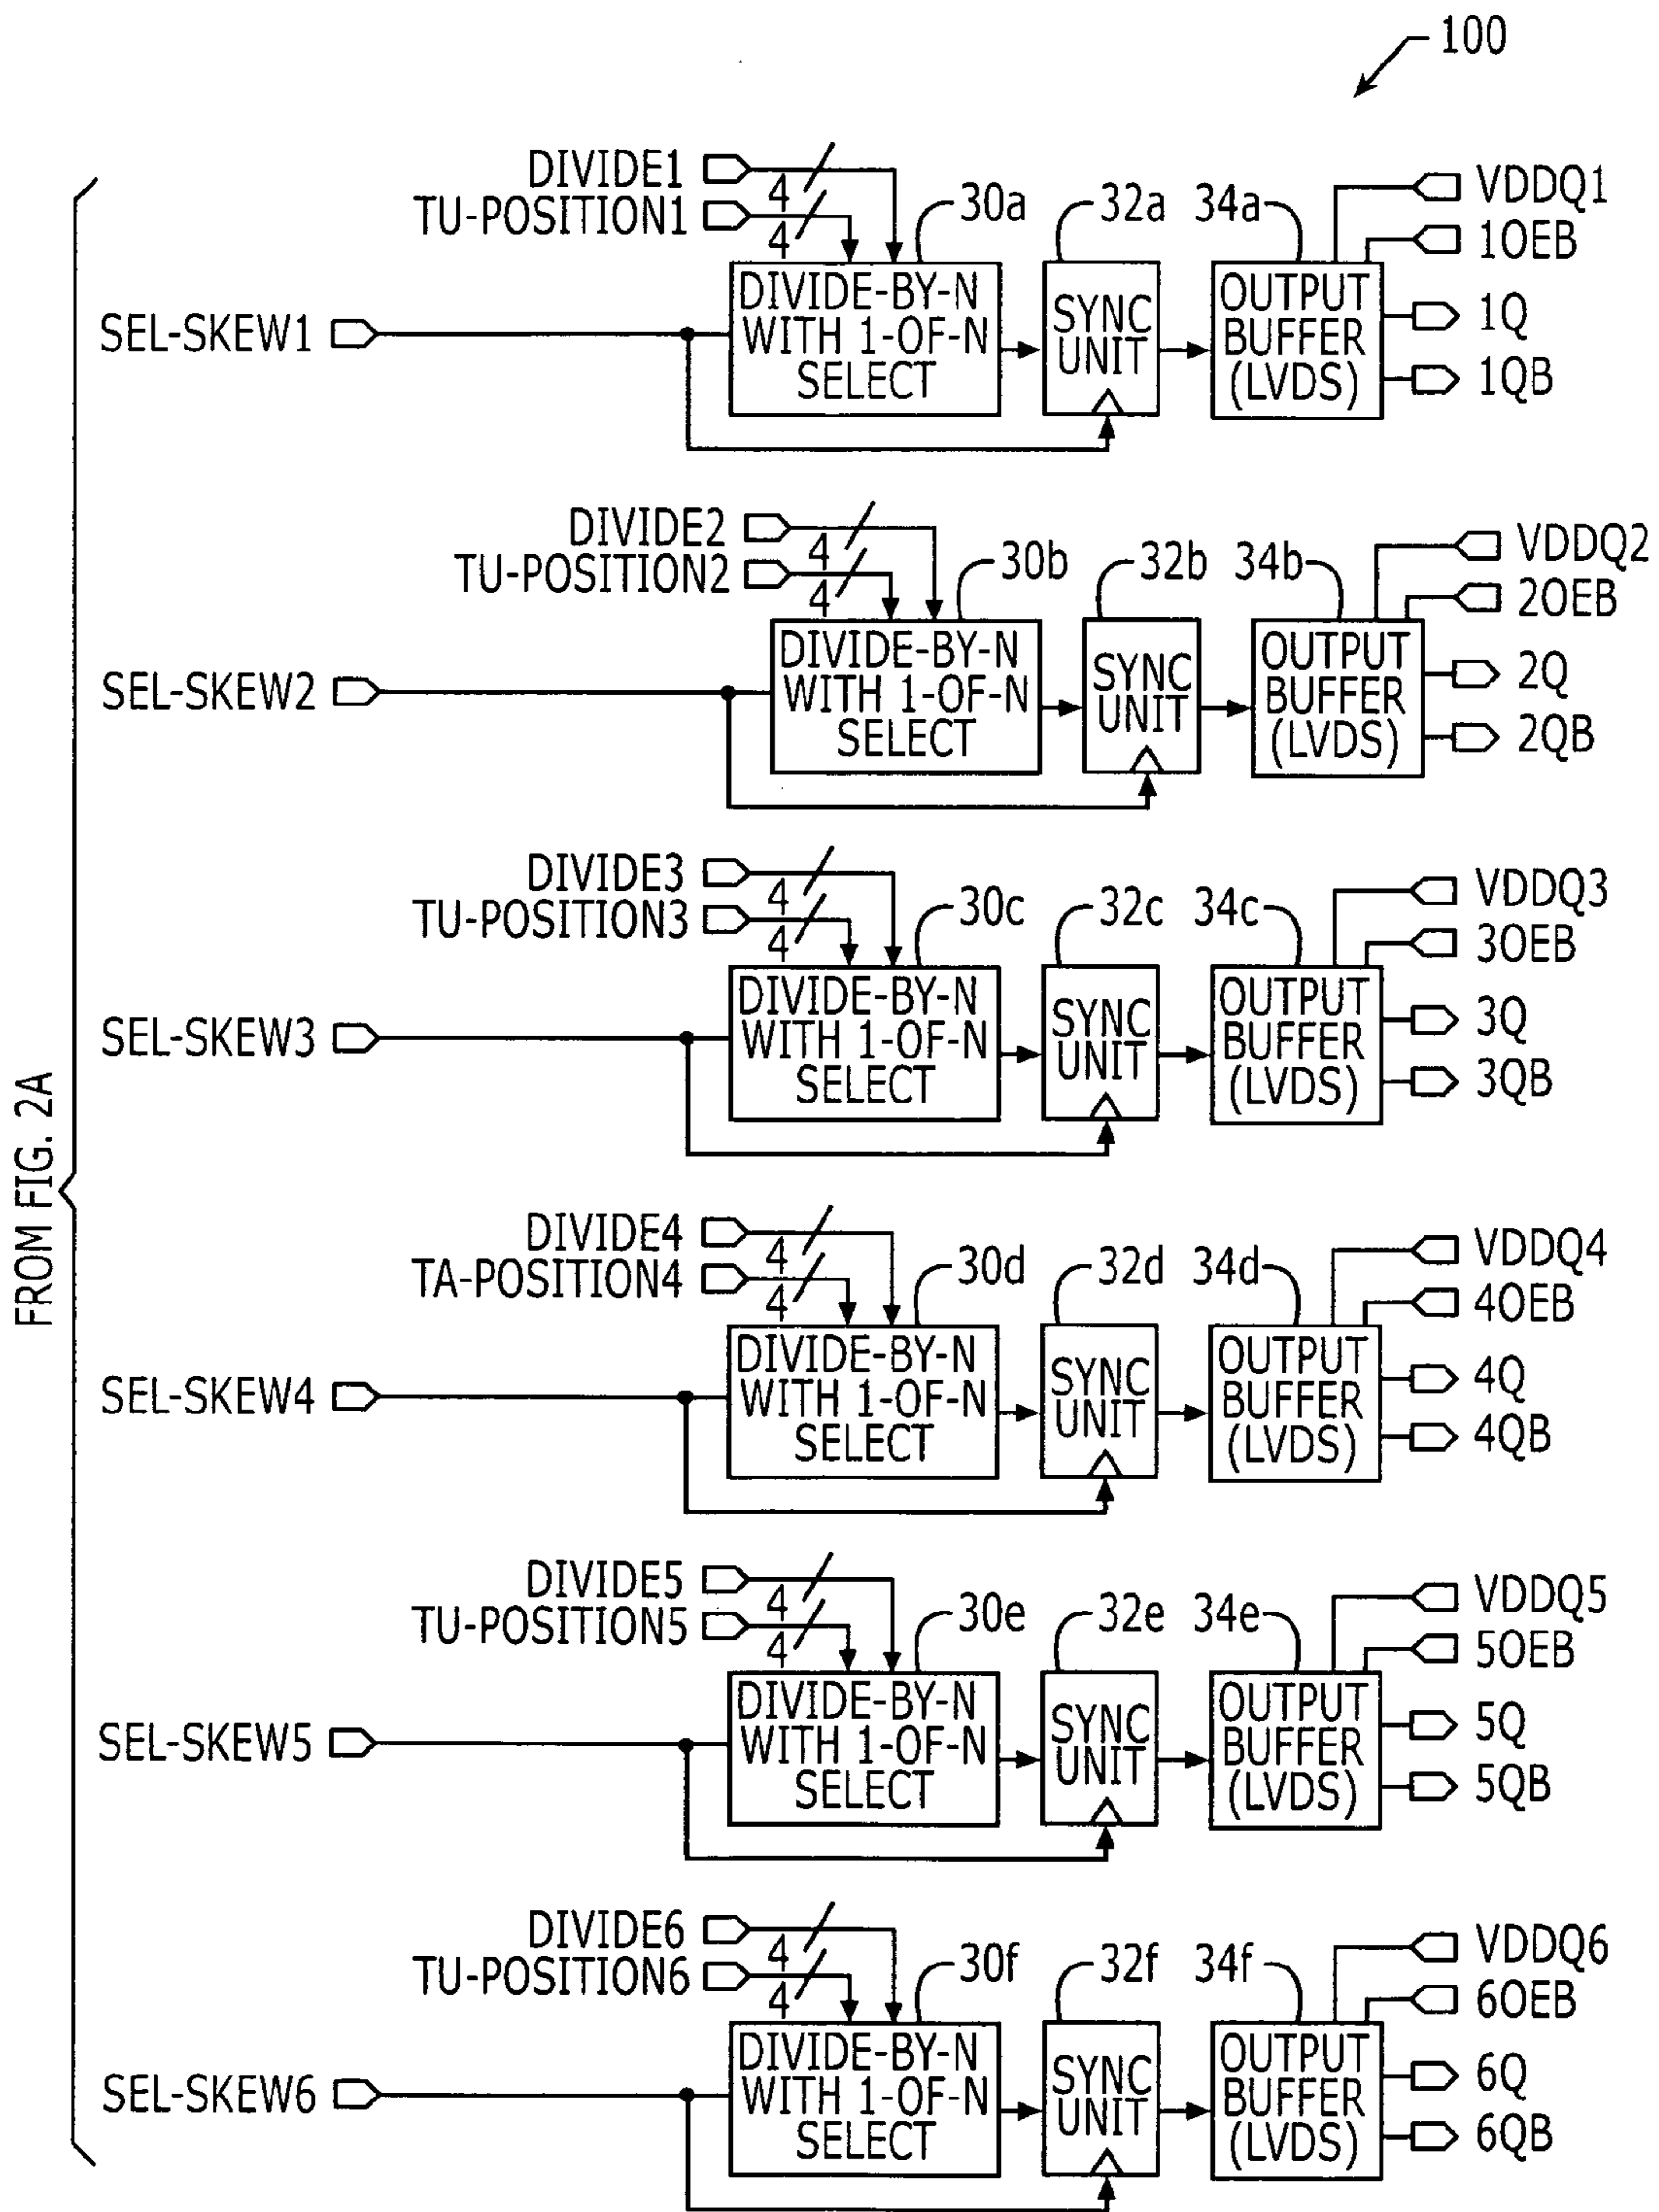 100
DIVIDE1
4
TU-POSITION1
4
30a
32a
34a
VDDQ1
1OEB
SEL-SKEW1
DIVIDE-BY-N
WITH 1-OF-N
SELECT
SYNC
UNIT
OUTPUT
BUFFER
(LVDS)
1Q
1QB
DIVIDE2
4
TU-POSITION2
4
30b
32b
34b
VDDQ2
2OEB
SEL-SKEW2
DIVIDE-BY-N
WITH 1-OF-N
SELECT
SYNC
UNIT
OUTPUT
BUFFER
(LVDS)
2Q
2QB
DIVIDE3
4
TU-POSITION3
4
30c
32c
34c
VDDQ3
3OEB
SEL-SKEW3
DIVIDE-BY-N
WITH 1-OF-N
SELECT
SYNC
UNIT
OUTPUT
BUFFER
(LVDS)
3Q
3QB
FROM FIG. 2A
DIVIDE4
4
TA-POSITION4
4
30d
32d
34d
VDDQ4
4OEB
SEL-SKEW4
DIVIDE-BY-N
WITH 1-OF-N
SELECT
SYNC
UNIT
OUTPUT
BUFFER
(LVDS)
4Q
4QB
DIVIDE5
4
TU-POSITION5
4
30e
32e
34e
VDDQ5
5OEB
SEL-SKEW5
DIVIDE-BY-N
WITH 1-OF-N
SELECT
SYNC
UNIT
OUTPUT
BUFFER
(LVDS)
5Q
5QB
DIVIDE6
4
TU-POSITION6
4
30f
32f
34f
VDDQ6
6OEB
SEL-SKEW6
DIVIDE-BY-N
WITH 1-OF-N
SELECT
SYNC
UNIT
OUTPUT
BUFFER
(LVDS)
6Q
6QB